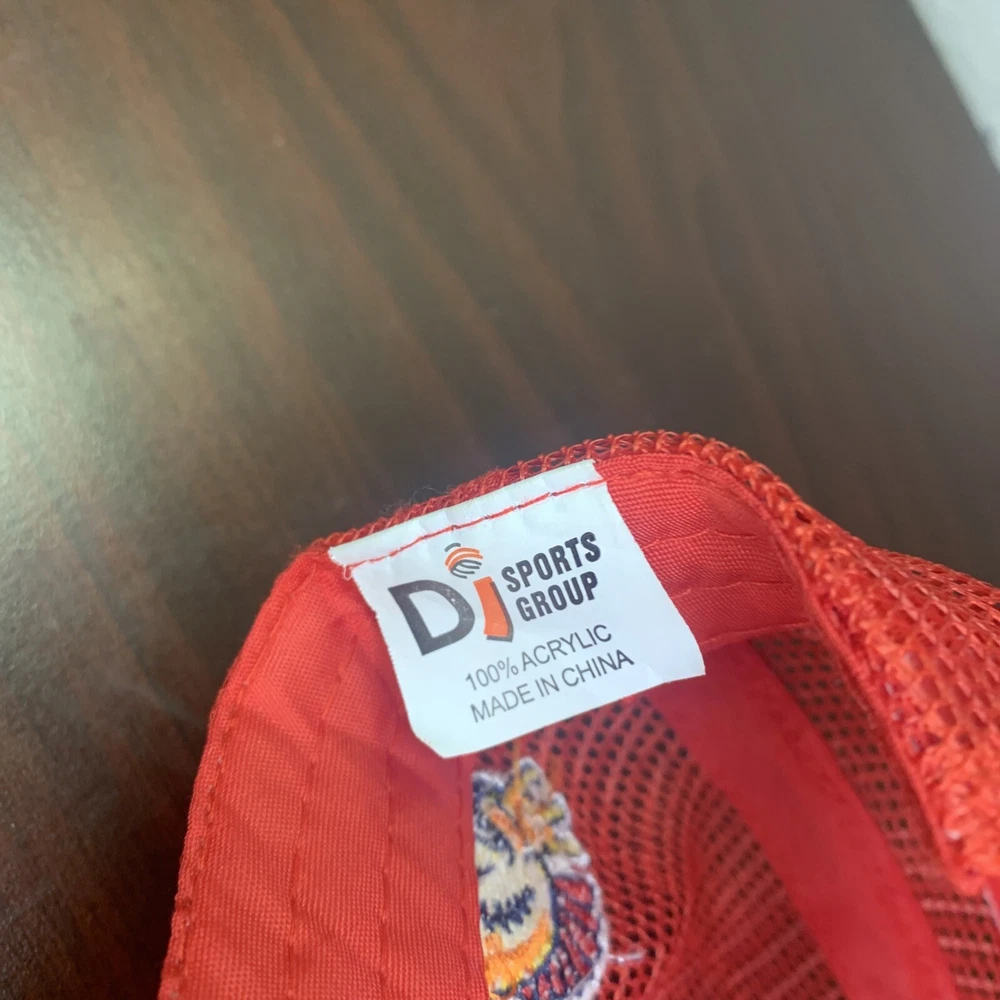 DJ SPORTS
GROUP
100% ACRYLIC
MADE IN CHINA